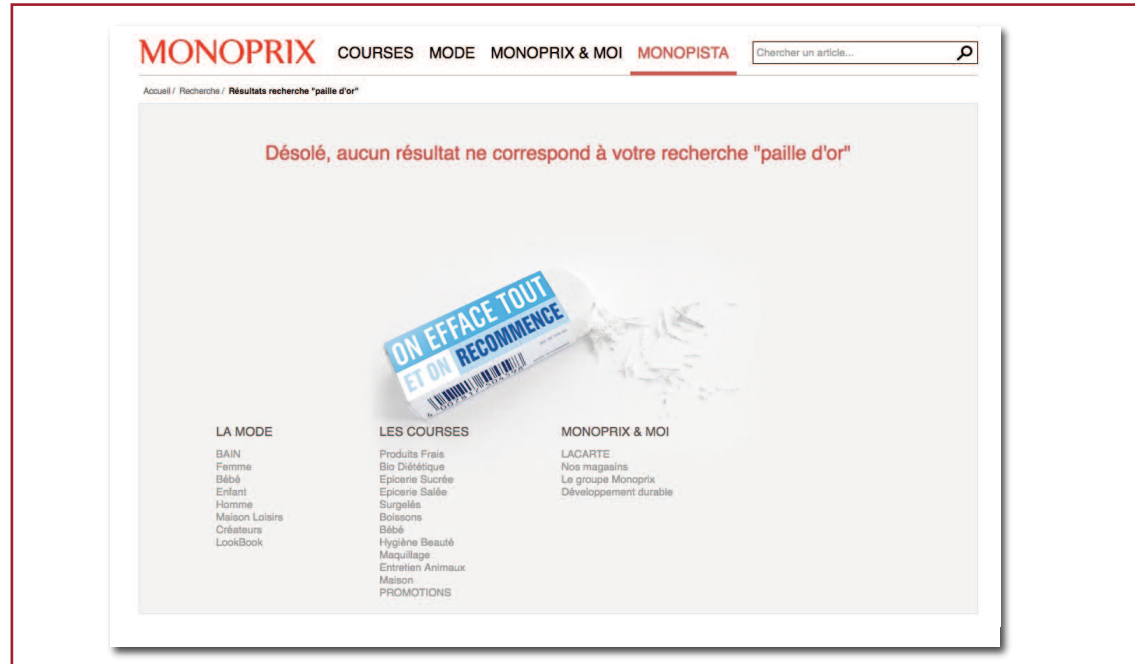 MONOPRIX COURSES MODE MONOPRIX & MOI MONOPISTA Chercher un article...
Accueil / Recherche / Résultats recherche "paille d'or"
Désolé, aucun résultat ne correspond à votre recherche "paille d'or"
ON EFFACE TOUT
ET ON RECOMMENCE
LA MODE
BAIN
Femme
Bébé
Enfant
Homme
Maison Loisirs
Créateurs
LookBook
LES COURSES
Produits Frais
Bio Diététique
Epicerie Sucrée
Epicerie Salée
Surgelés
Boissons
Bébé
Hygiène Beauté
Maquillage
Entretien Animaux
Maison
PROMOTIONS
MONOPRIX & MOI
LACARTE
Nos magasins
Le groupe Monoprix
Développement durable